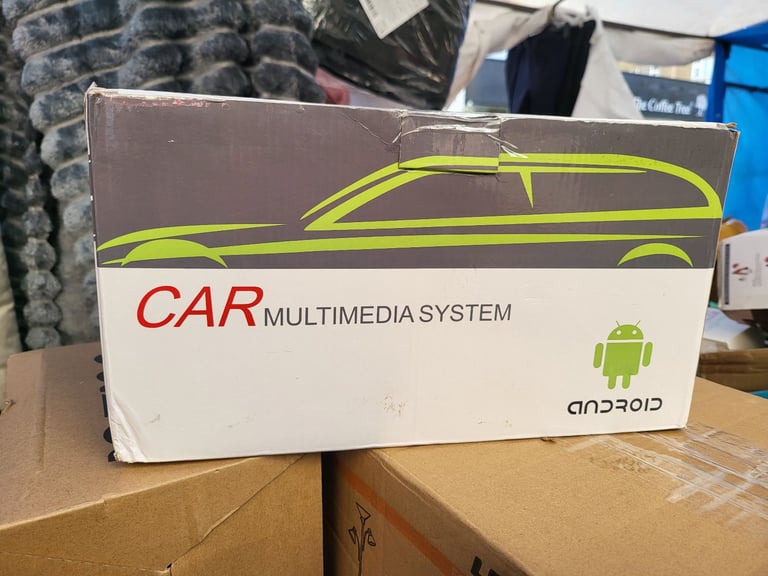 The Coffee Tree
CAR MULTIMEDIA SYSTEM
ANDROID